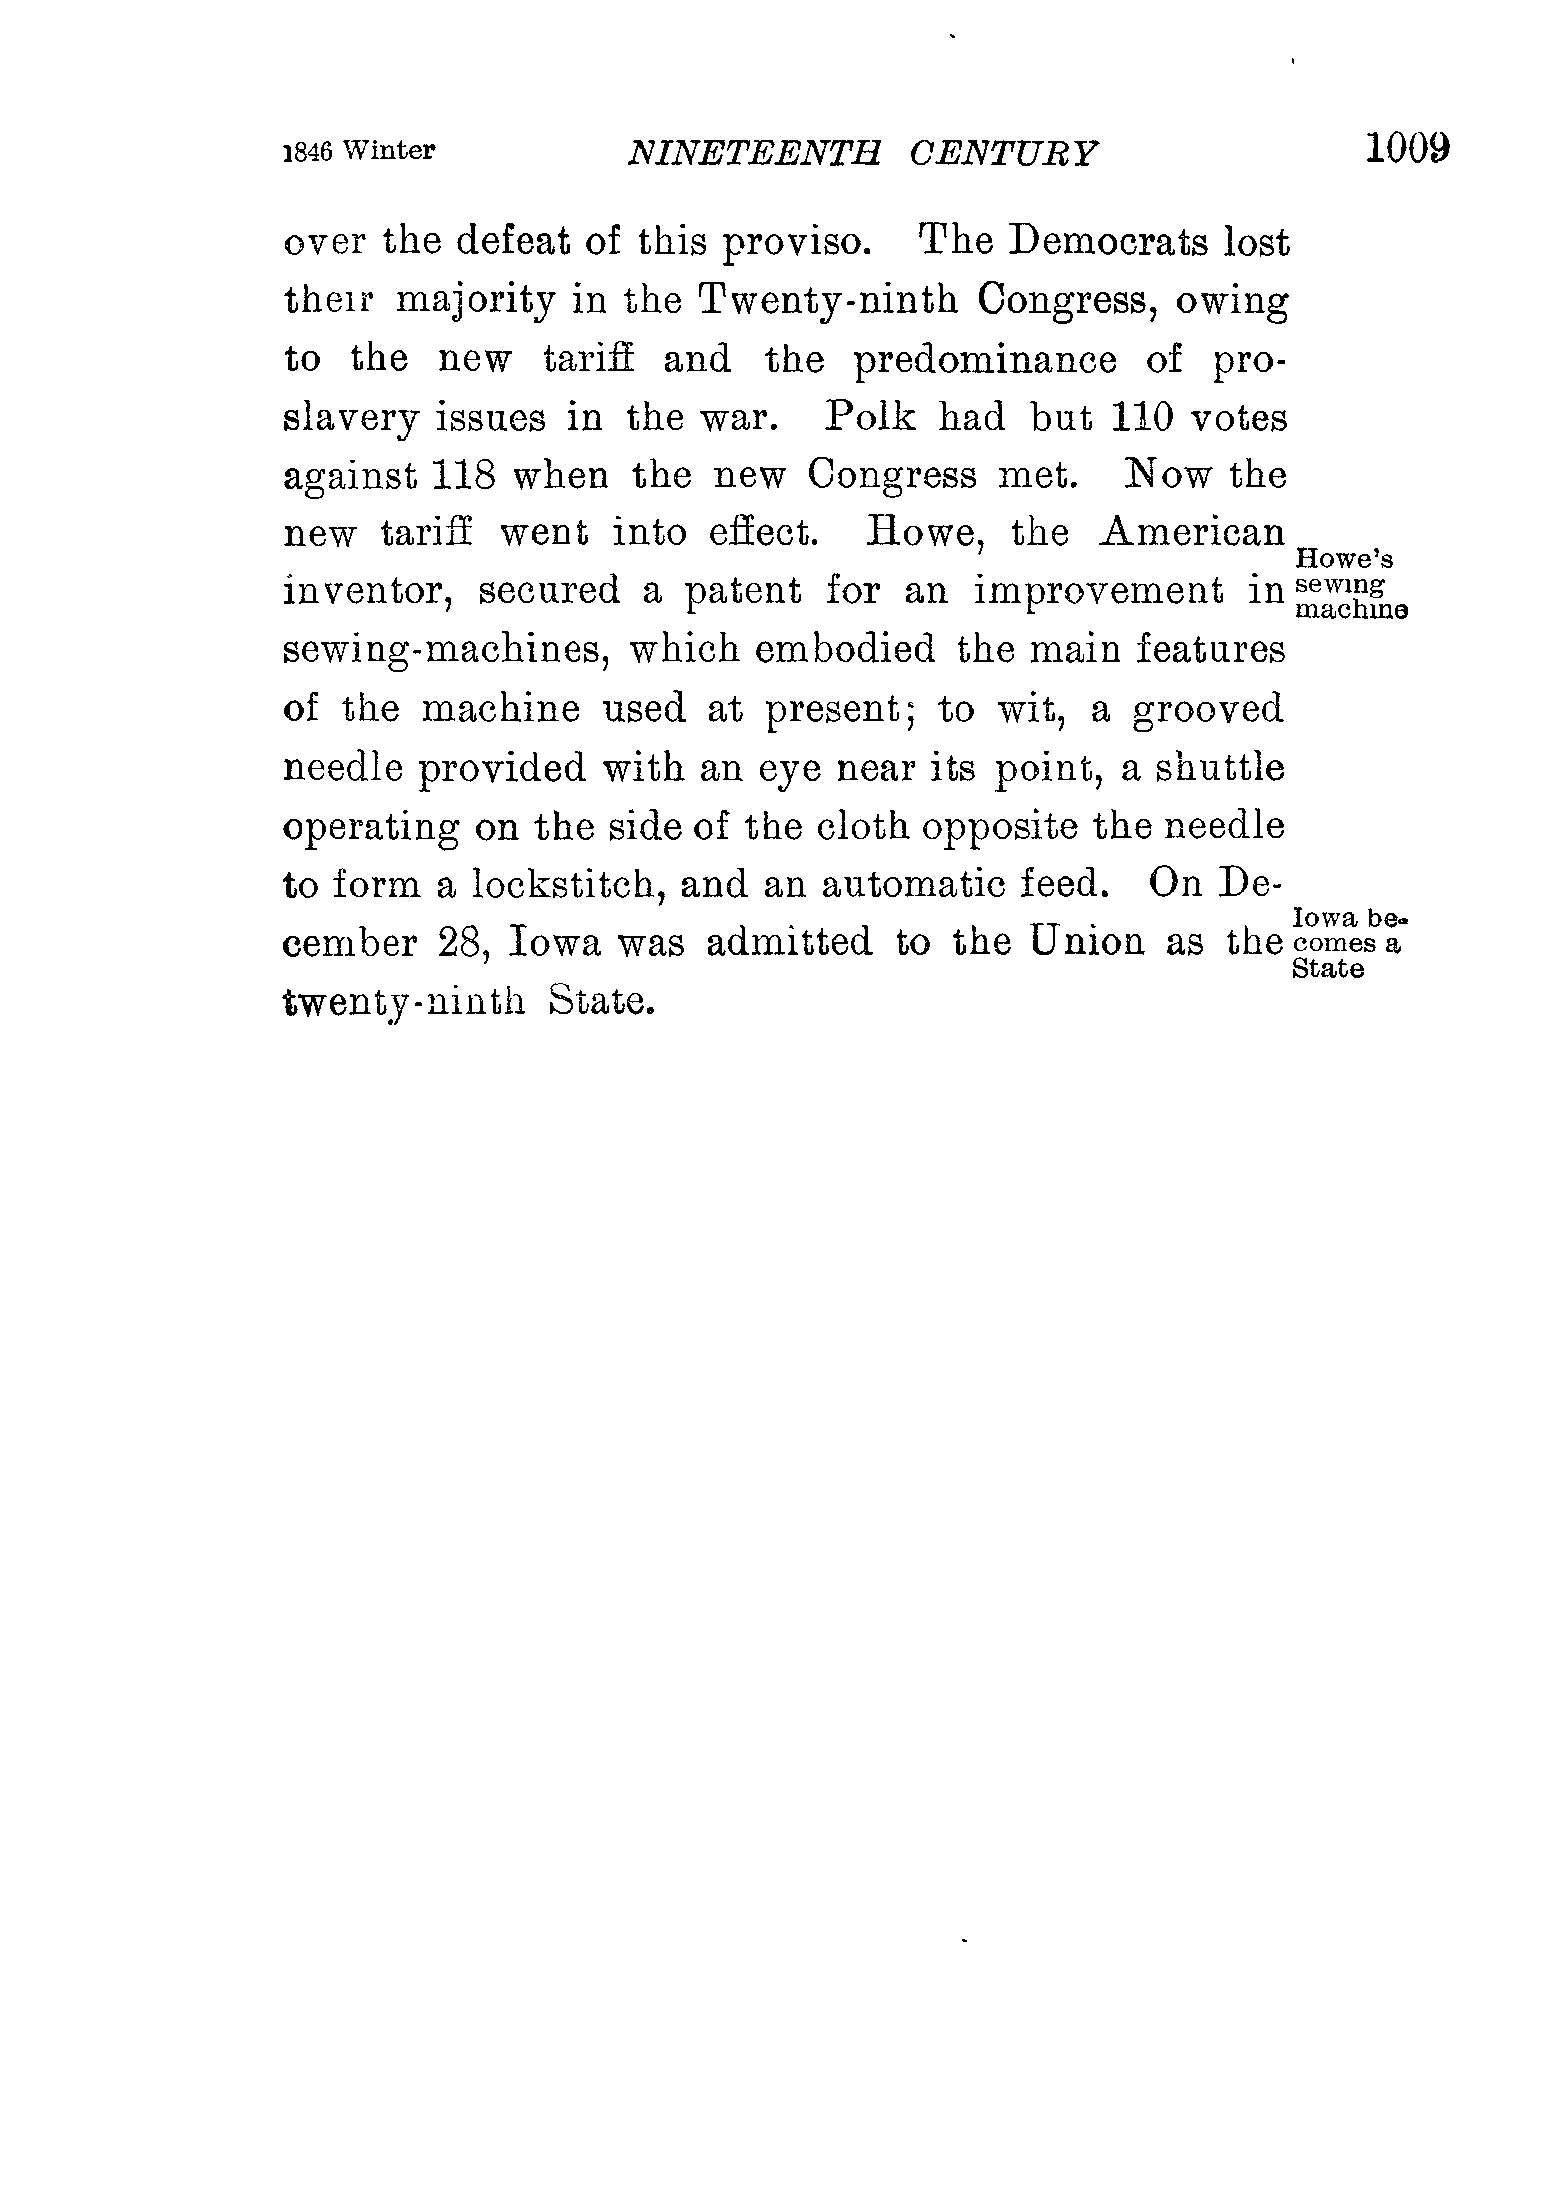 1846 Winter NINETEENTH CENTURY 1009
over the defeat of this proviso. The Democrats lost
their majority in the Twenty-ninth Congress, owing
to the new tariff and the predominance of pro-
slavery issues in the war. Polk had but 110 votes
against 118 when the new Congress met. Now the
new tariff went into effect. Howe, the American
inventor, secured a patent for an improvement in
Howe's
sewing
machine
sewing-machines, which embodied the main features
of the machine used at present; to wit, a grooved
needle provided with an eye near its point, a shuttle
operating on the side of the cloth opposite the needle
to form a lockstitch, and an automatic feed. On De-
cember 28, Iowa was admitted to the Union as the
Iowa be-
comes a
State
twenty-ninth State.